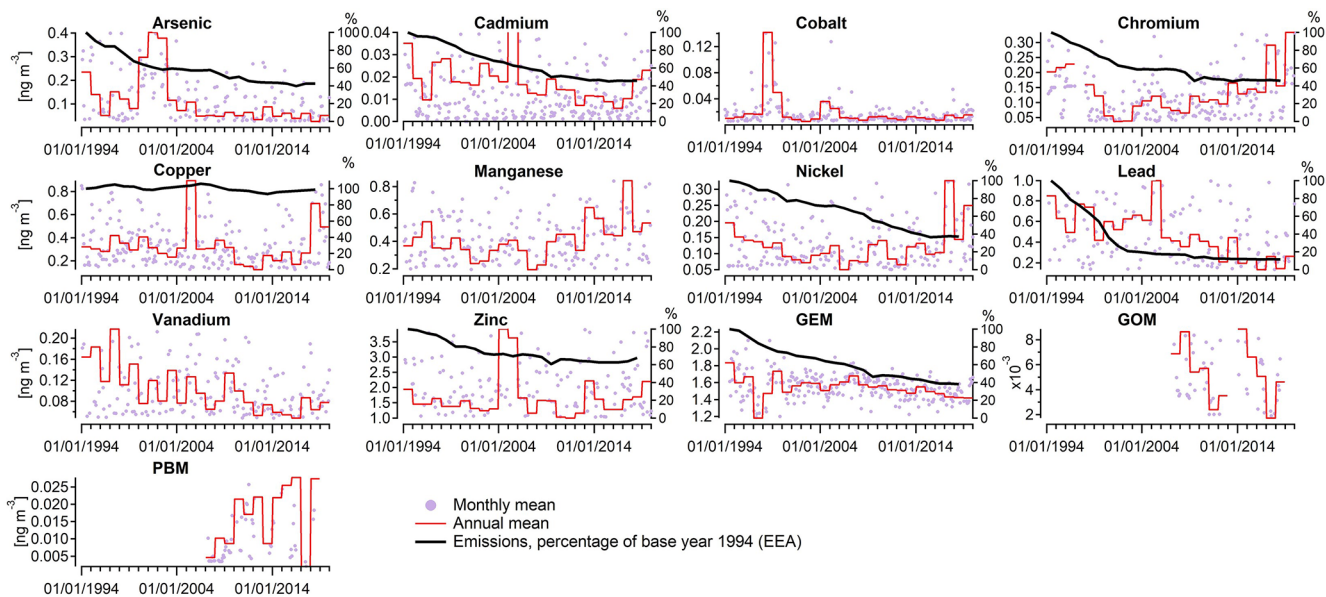 Arsenic % Cadmium % Cobalt Chromium %
[ng m⁻³]
0.4 0.3 0.2 0.1
100 80 60 40 20 0
0.04 0.03 0.02 0.01 0.00
100 80 60 40 20 0
0.12 0.08 0.04
0.30 0.25 0.20 0.15 0.10 0.05
100 80 60 40 20 0
01/01/1994 01/01/2004 01/01/2014 01/01/1994 01/01/2004 01/01/2014 01/01/1994 01/01/2004 01/01/2014 01/01/1994 01/01/2004 01/01/2014
Copper % Manganese Nickel % Lead %
[ng m⁻³]
0.8 0.6 0.4 0.2
100 80 60 40 20 0
0.8 0.6 0.4 0.2
0.30 0.25 0.20 0.15 0.10 0.05
100 80 60 40 20 0
1.0 0.8 0.6 0.4 0.2
100 80 60 40 20 0
01/01/1994 01/01/2004 01/01/2014 01/01/1994 01/01/2004 01/01/2014 01/01/1994 01/01/2004 01/01/2014 01/01/1994 01/01/2004 01/01/2014
Vanadium Zinc % GEM % GOM
[ng m⁻³]
0.20 0.16 0.12 0.08
3.5 3.0 2.5 2.0 1.5 1.0
100 80 60 40 20 0
2.2 2.0 1.8 1.6 1.4 1.2
100 80 60 40 20 0
x10⁻³
8 6 4 2
01/01/1994 01/01/2004 01/01/2014 01/01/1994 01/01/2004 01/01/2014 01/01/1994 01/01/2004 01/01/2014 01/01/1994 01/01/2004 01/01/2014
PBM
[ng m⁻³]
0.025 0.020 0.015 0.010 0.005
01/01/1994 01/01/2004 01/01/2014
Monthly mean
Annual mean
Emissions, percentage of base year 1994 (EEA)